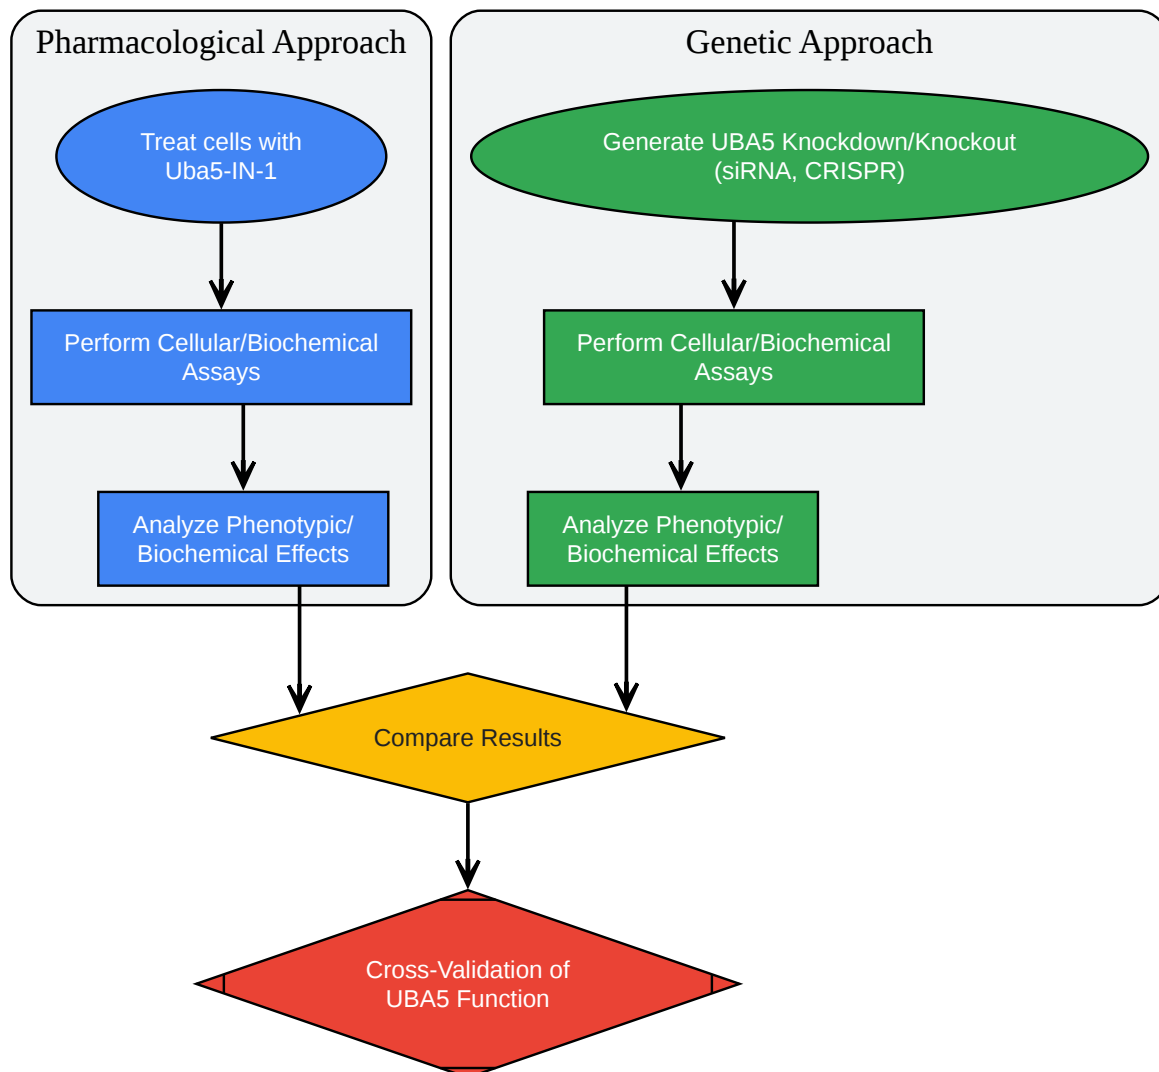 Pharmacological Approach
Treat cells with
Uba5-IN-1
Perform Cellular/Biochemical
Assays
Analyze Phenotypic/
Biochemical Effects
Genetic Approach
Generate UBA5 Knockdown/Knockout
(siRNA, CRISPR)
Perform Cellular/Biochemical
Assays
Analyze Phenotypic/
Biochemical Effects
Compare Results
Cross-Validation of
UBA5 Function